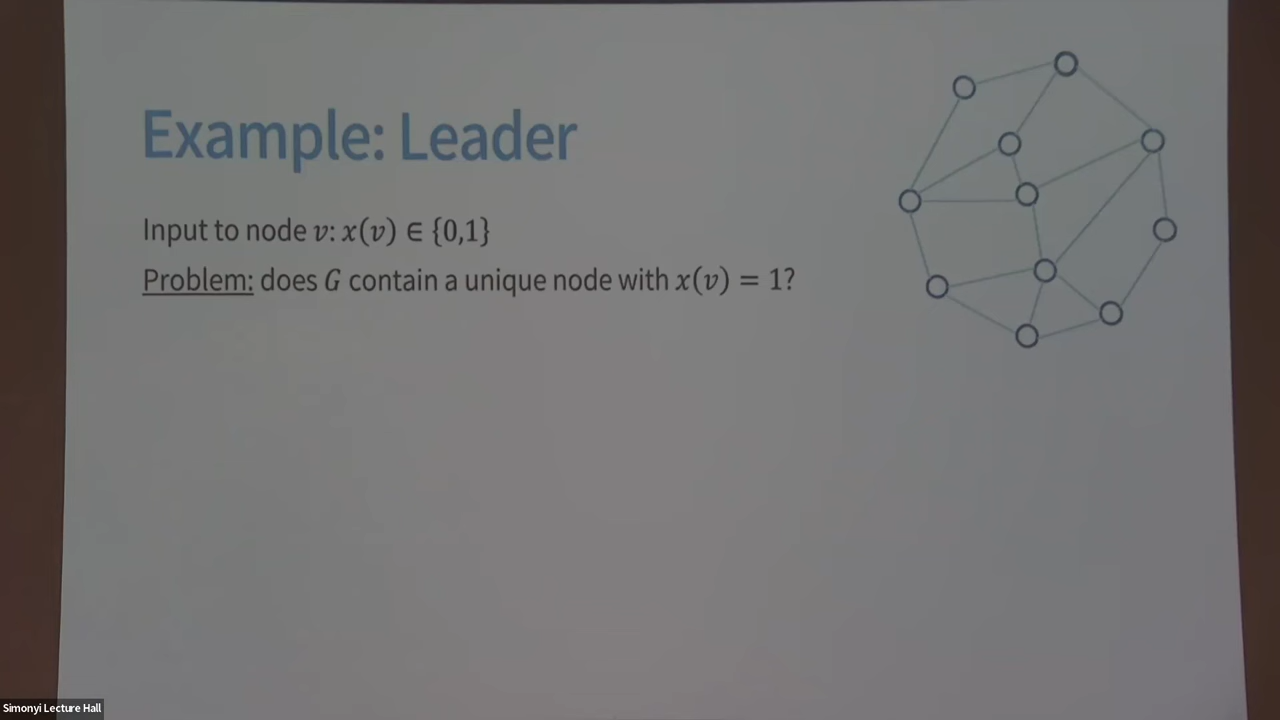 Example: Leader
Input to node v: x(v) ∈ {0,1}
Problem: does G contain a unique node with x(v) = 1?
Simonyi Lecture Hall